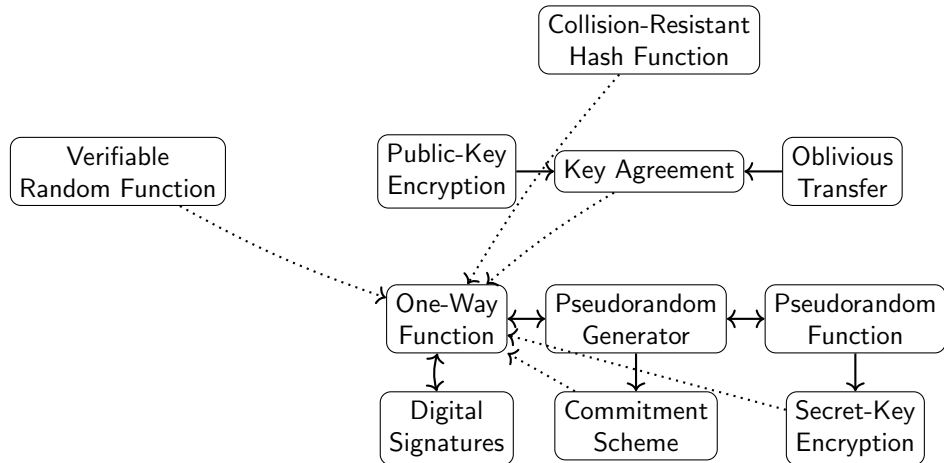 Collision-Resistant
Hash Function
Verifiable
Random Function
Public-Key
Encryption
Key Agreement
Oblivious
Transfer
One-Way
Function
Pseudorandom
Generator
Pseudorandom
Function
Digital
Signatures
Commitment
Scheme
Secret-Key
Encryption